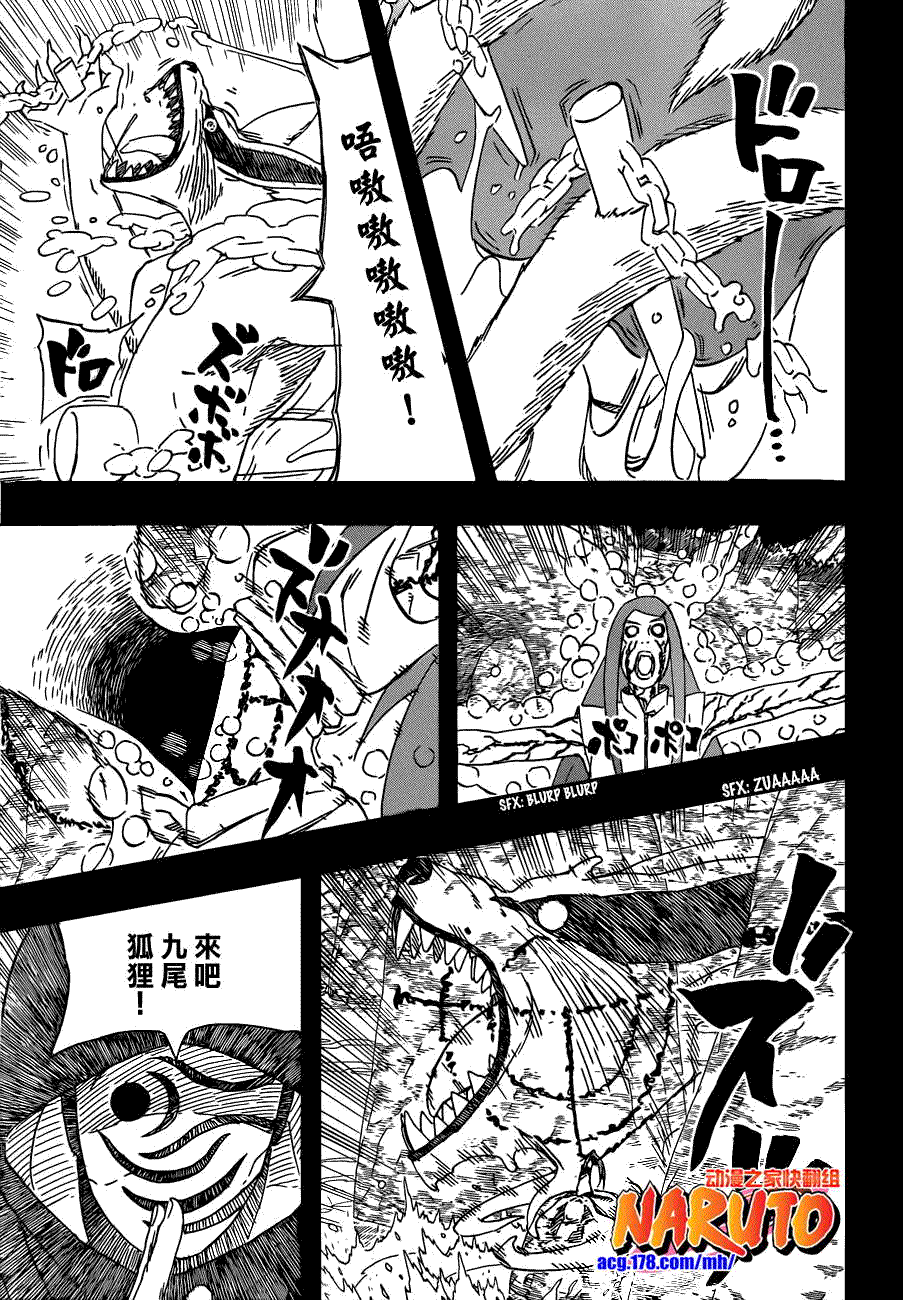 ドロー…
唔嗷嗷嗷嗷嗷！
ドロ
ズボボ
ポコポコ
SFX: BLURP BLURP
SFX: ZUAAAAA
ズオオオオ
ズズー
來吧
九尾
狐狸！
动漫之家快翻组
NARUTO
acg.178.com/mh/